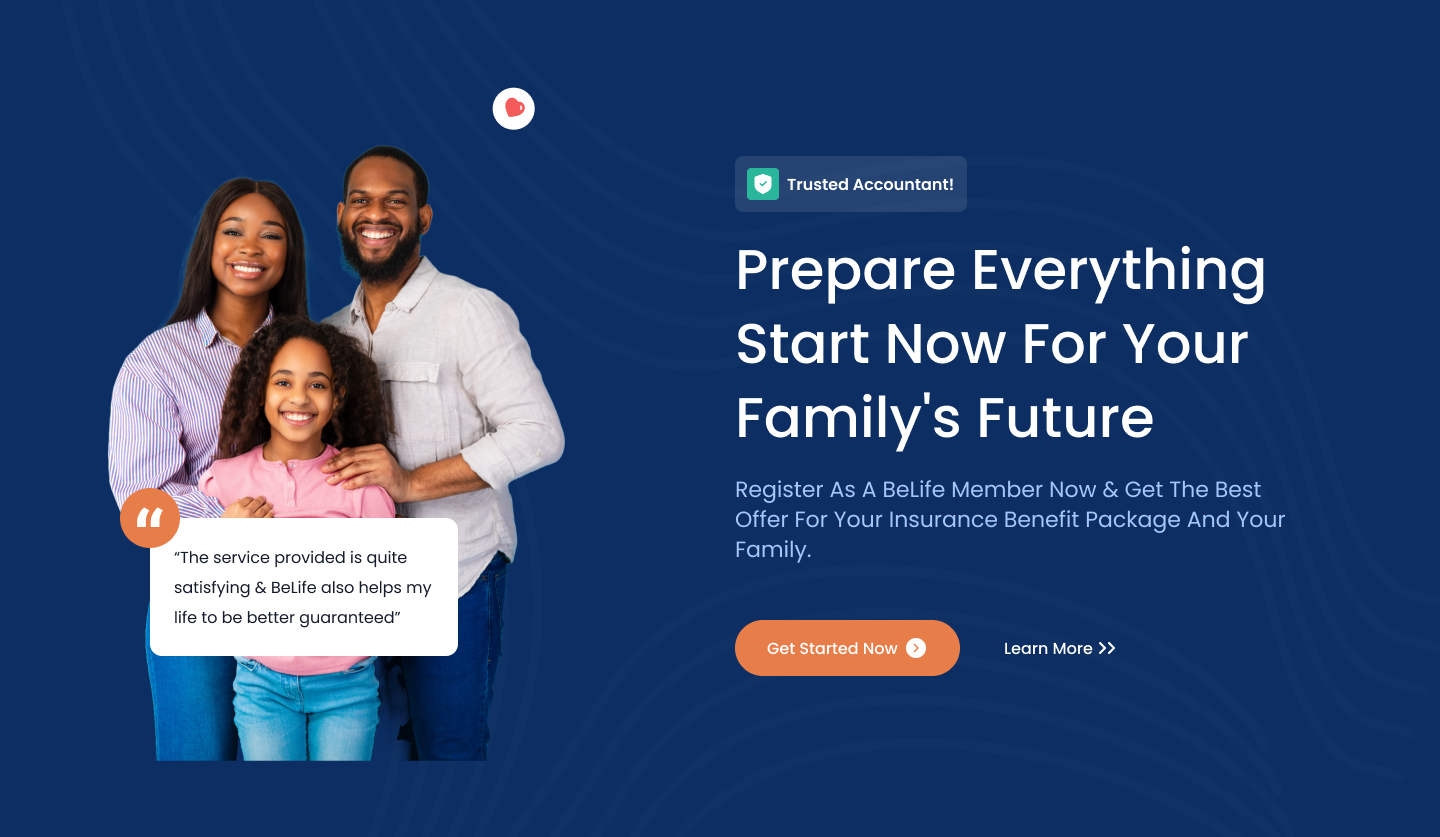 Trusted Accountant!
Prepare Everything
Start Now For Your
Family's Future
Register As A BeLife Member Now & Get The Best
Offer For Your Insurance Benefit Package And Your
Family.
Get Started Now
Learn More
“The service provided is quite
satisfying & BeLife also helps my
life to be better guaranteed”